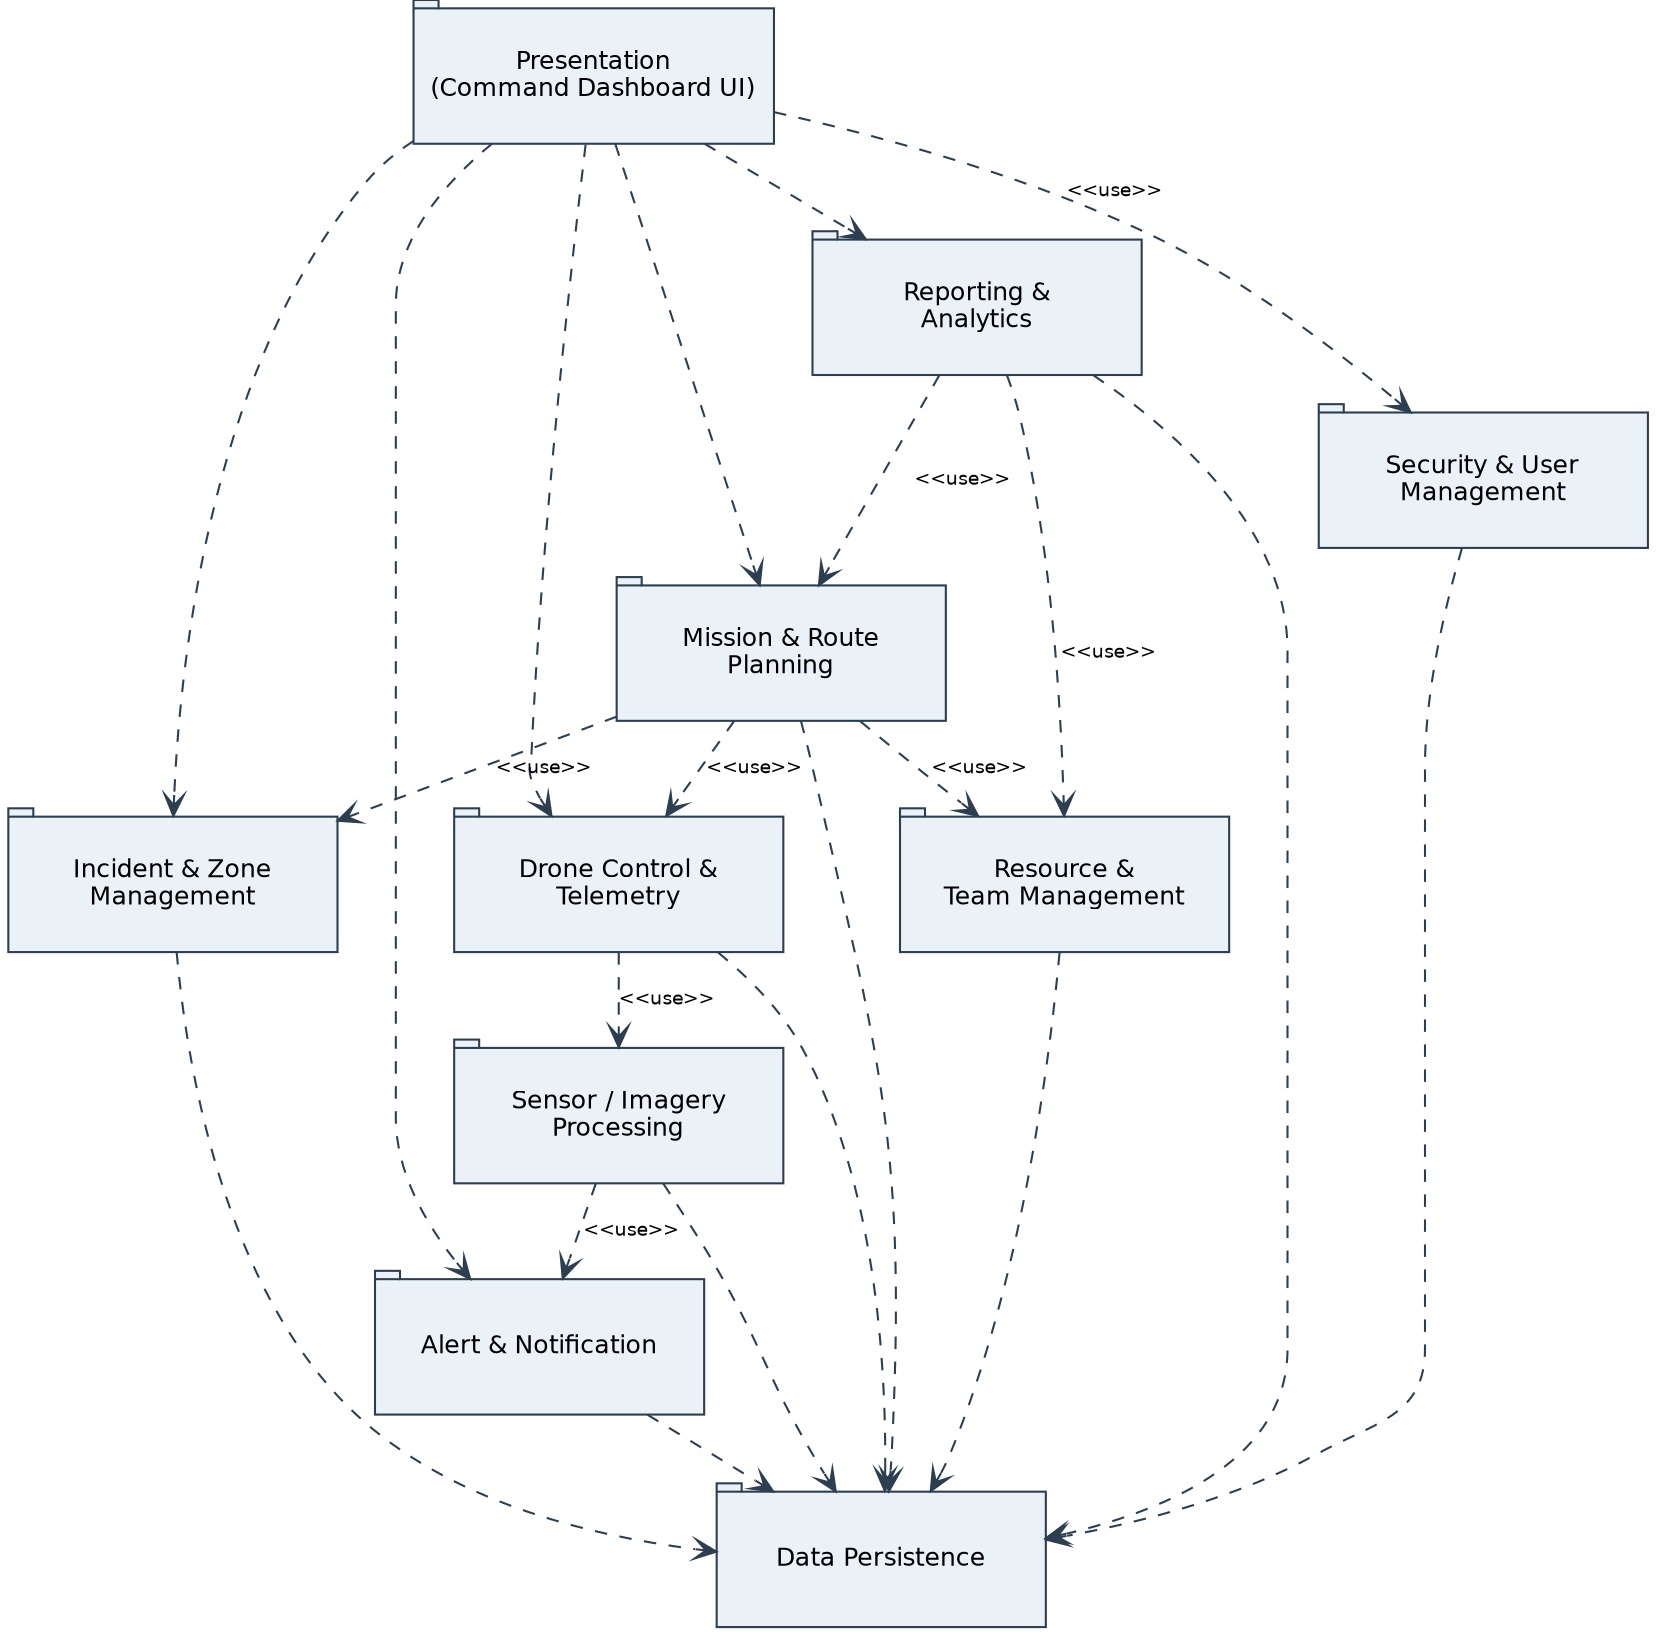 Presentation
(Command Dashboard UI)
<<use>>
Reporting &
Analytics
Security & User
Management
<<use>>
Mission & Route
Planning
<<use>>
<<use>>
<<use>>
<<use>>
Incident & Zone
Management
Drone Control &
Telemetry
Resource &
Team Management
<<use>>
Sensor / Imagery
Processing
<<use>>
Alert & Notification
Data Persistence